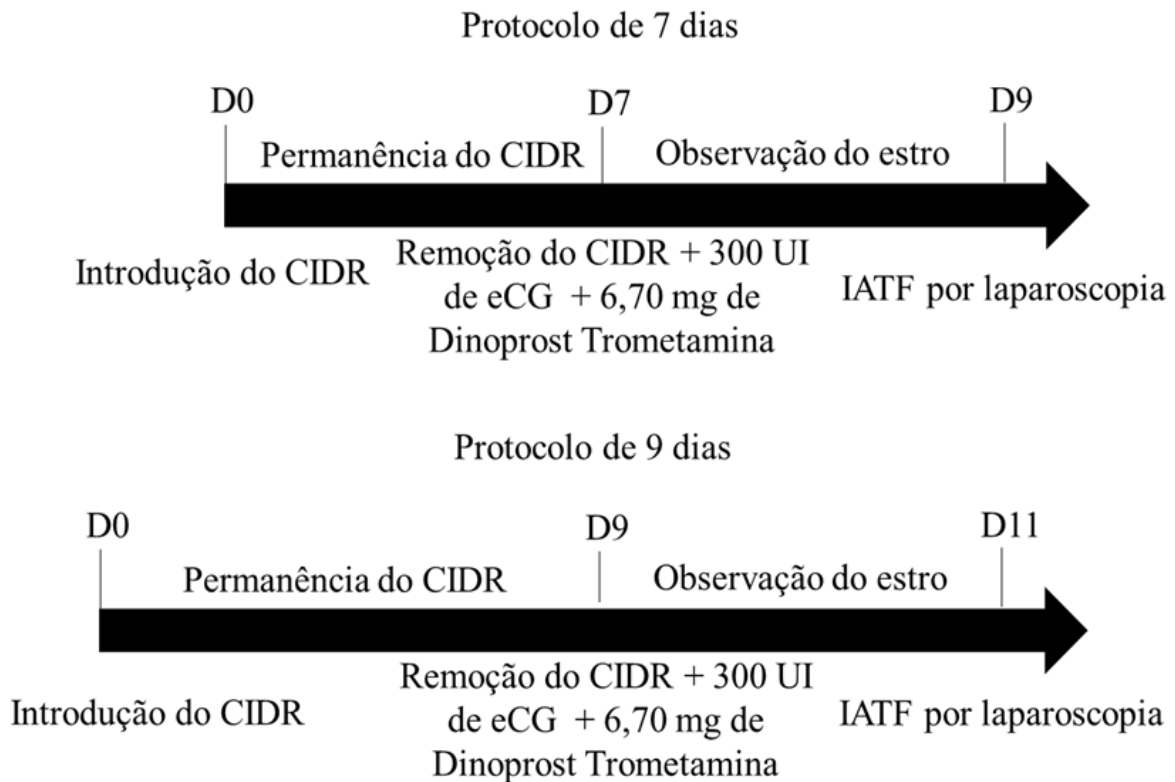 Protocolo de 7 dias
D0
D7
D9
Permanência do CIDR
Observação do estro
Introdução do CIDR
Remoção do CIDR + 300 UI
de eCG + 6,70 mg de
Dinoprost Trometamina
IATF por laparoscopia
Protocolo de 9 dias
D0
D9
D11
Permanência do CIDR
Observação do estro
Introdução do CIDR
Remoção do CIDR + 300 UI
de eCG + 6,70 mg de
Dinoprost Trometamina
IATF por laparoscopia